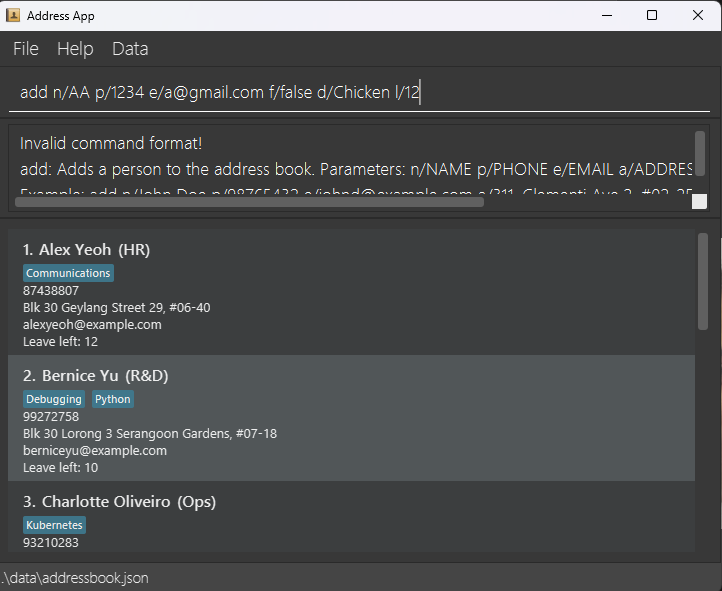 Address App
File Help Data
add n/AA p/1234 e/a@gmail.com f/false d/Chicken l/12
Invalid command format!
add: Adds a person to the address book. Parameters: n/NAME p/PHONE e/EMAIL a/ADDRES
Example: add n/John Doe p/98765432 e/johnd@example.com a/311, Clementi Ave 2, #02-25
1. Alex Yeoh (HR)
Communications
87438807
Blk 30 Geylang Street 29, #06-40
alexyeoh@example.com
Leave left: 12
2. Bernice Yu (R&D)
Debugging Python
99272758
Blk 30 Lorong 3 Serangoon Gardens, #07-18
berniceyu@example.com
Leave left: 10
3. Charlotte Oliveiro (Ops)
Kubernetes
93210283
.\data\addressbook.json